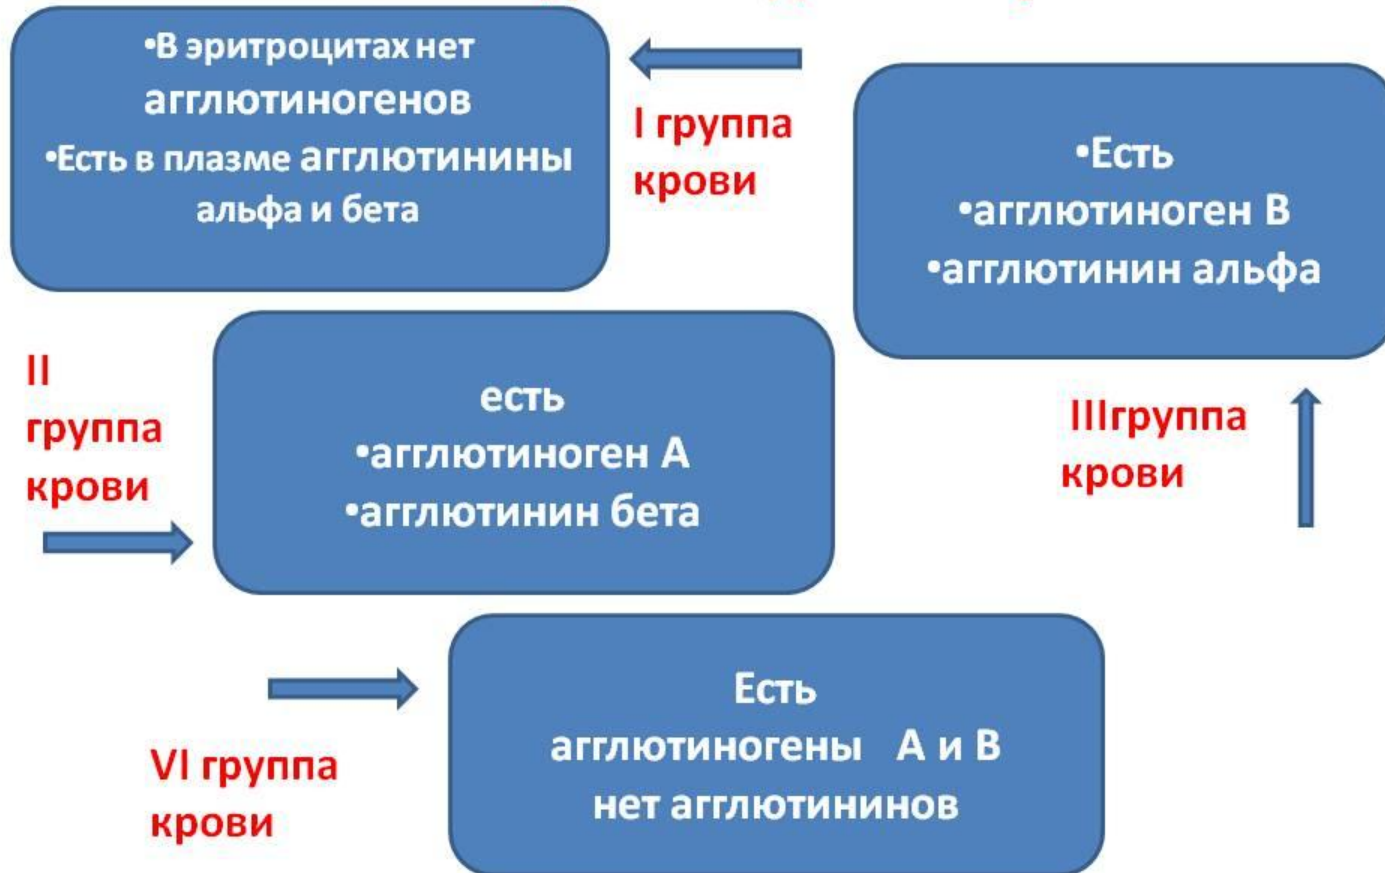 •В эритроцитах нет
агглютиногенов
•Есть в плазме агглютинины
альфа и бета
I группа
крови
•Есть
•агглютиноген В
•агглютинин альфа
II
группа
крови
есть
•агглютиноген А
•агглютинин бета
IIIгруппа
крови
VI группа
крови
Есть
агглютиногены А и В
нет агглютининов